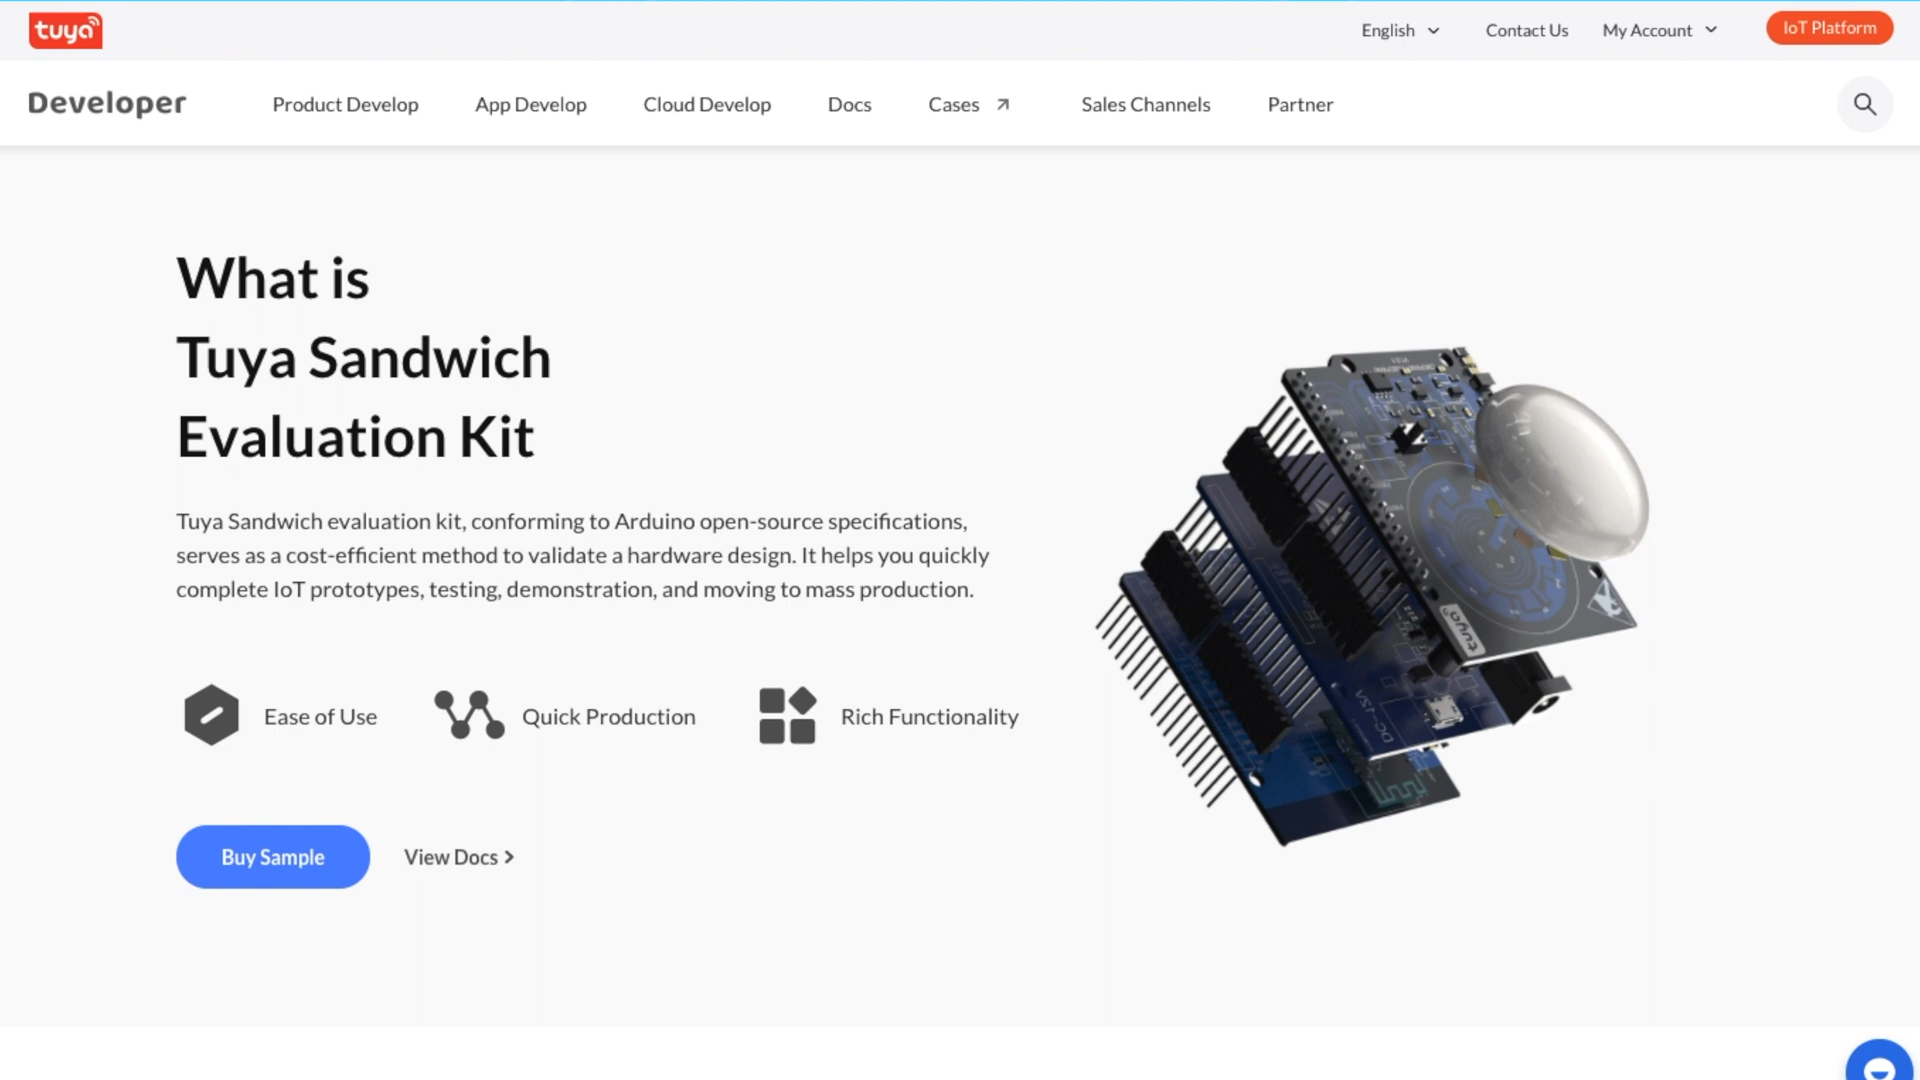 tuya
English
Contact Us
My Account
IoT Platform
Developer
Product Develop
App Develop
Cloud Develop
Docs
Cases
Sales Channels
Partner
What is
Tuya Sandwich
Evaluation Kit
Tuya Sandwich evaluation kit, conforming to Arduino open-source specifications,
serves as a cost-efficient method to validate a hardware design. It helps you quickly
complete IoT prototypes, testing, demonstration, and moving to mass production.
Ease of Use
Quick Production
Rich Functionality
Buy Sample
View Docs
tuya